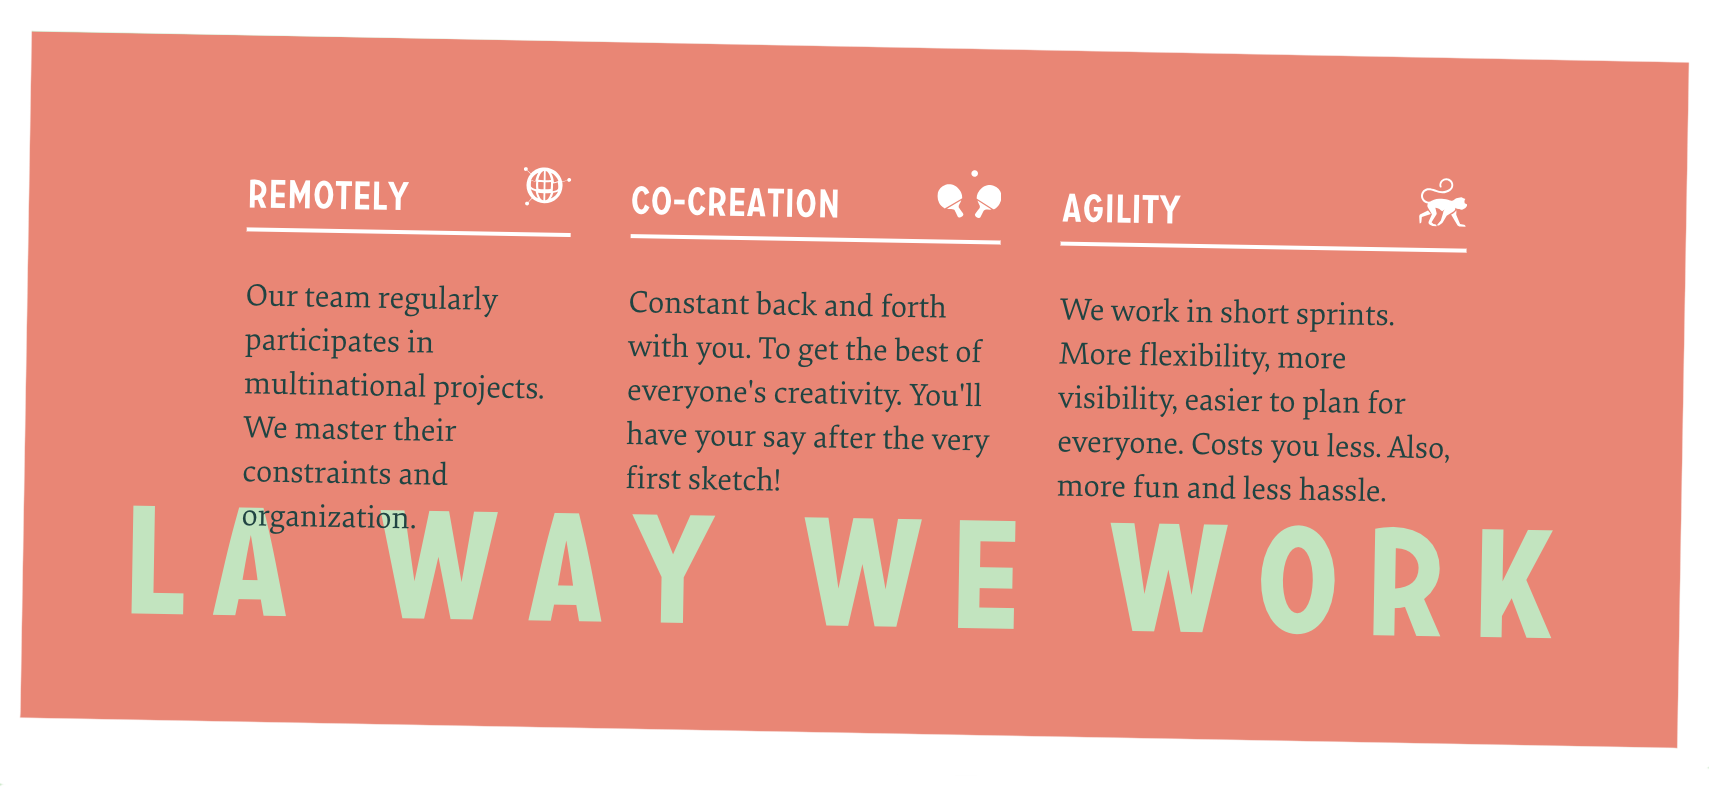 REMOTELY
Our team regularly
participates in
multinational projects.
We master their
constraints and
organization.
CO-CREATION
Constant back and forth
with you. To get the best of
everyone's creativity. You'll
have your say after the very
first sketch!
AGILITY
We work in short sprints.
More flexibility, more
visibility, easier to plan for
everyone. Costs you less. Also,
more fun and less hassle.
LA WAY WE WORK